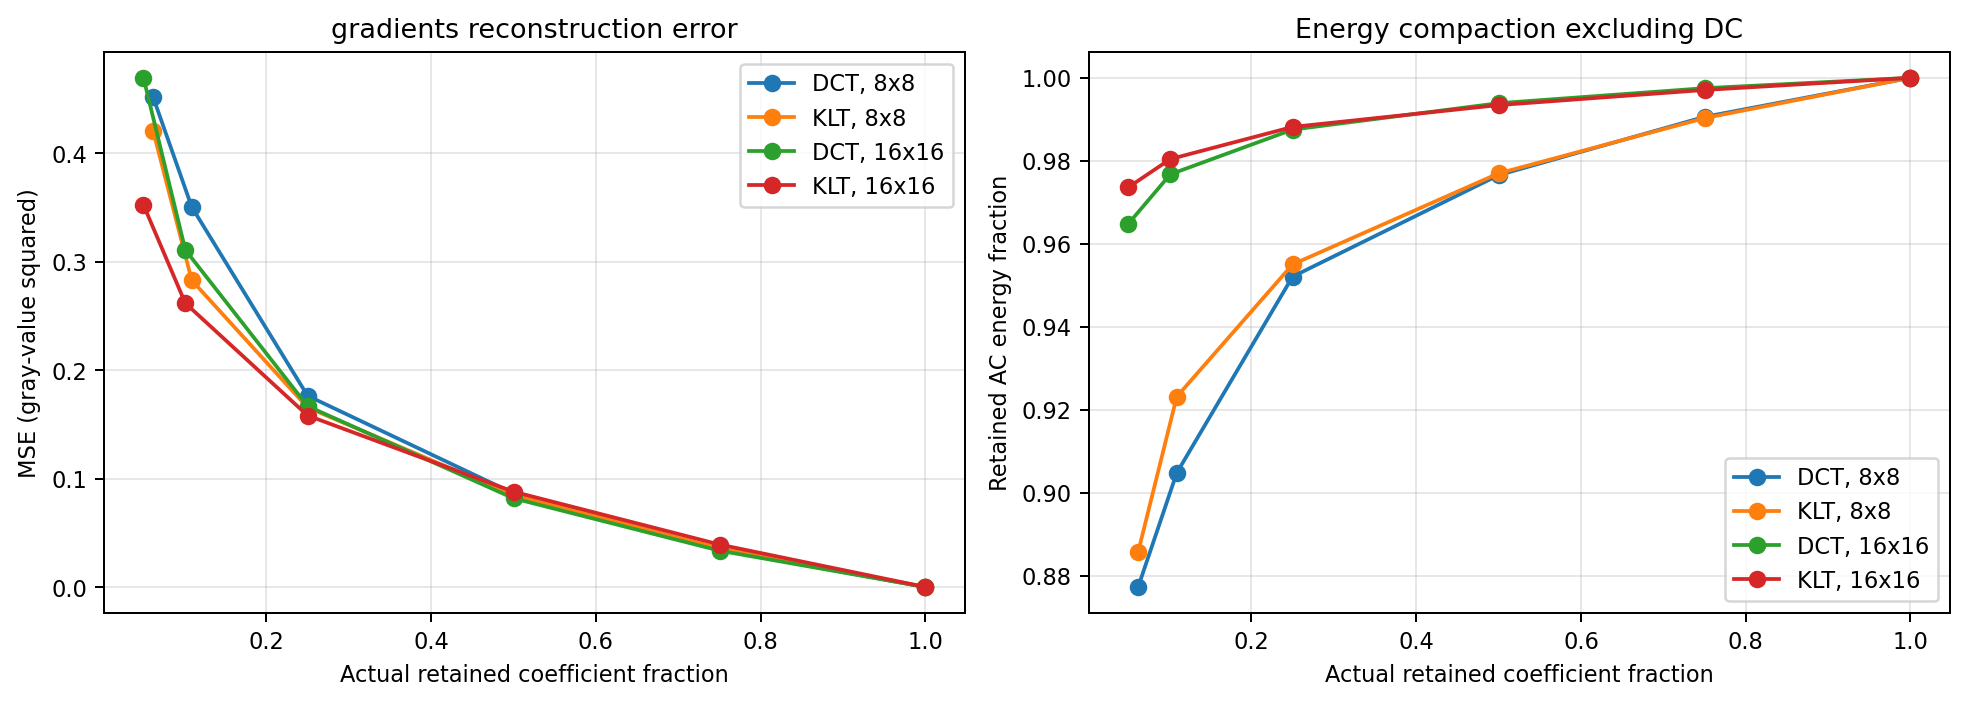 gradients reconstruction error
MSE (gray-value squared)
0.4
0.3
0.2
0.1
0.0
DCT, 8x8
KLT, 8x8
DCT, 16x16
KLT, 16x16
0.2 0.4 0.6 0.8 1.0
Actual retained coefficient fraction
Energy compaction excluding DC
Retained AC energy fraction
1.00
0.98
0.96
0.94
0.92
0.90
0.88
DCT, 8x8
KLT, 8x8
DCT, 16x16
KLT, 16x16
0.2 0.4 0.6 0.8 1.0
Actual retained coefficient fraction